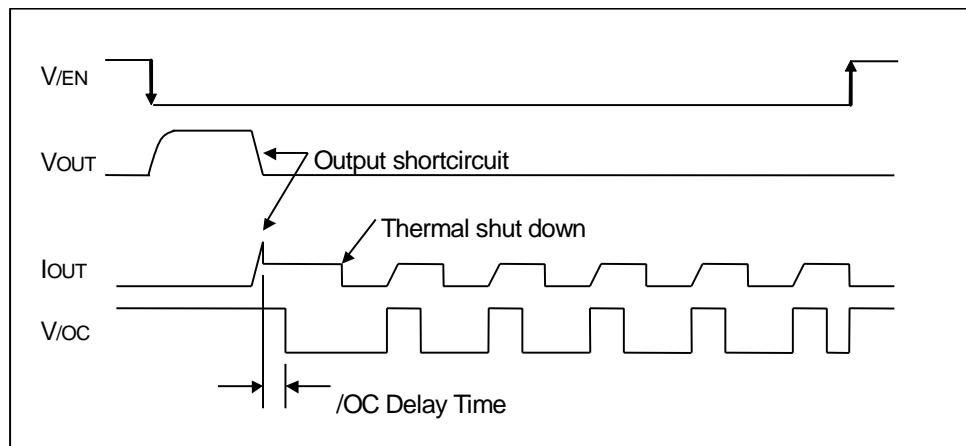 V/EN
VOUT
Output shortcircuit
Thermal shut down
IOUT
V/OC
/OC Delay Time